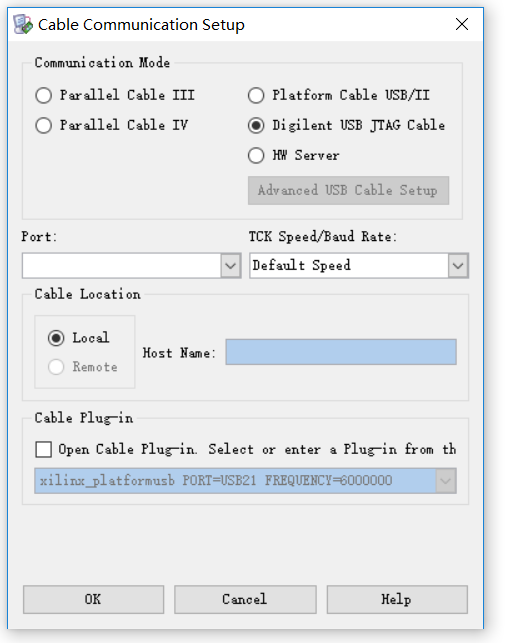 Cable Communication Setup
Communication Mode
Parallel Cable III
Platform Cable USB/II
Parallel Cable IV
Digilent USB JTAG Cable
HW Server
Advanced USB Cable Setup
Port:
TCK Speed/Baud Rate:
Default Speed
Cable Location
Local
Remote
Host Name:
Cable Plug-in
Open Cable Plug-in. Select or enter a Plug-in from th
xilinx_platformusb PORT=USB21 FREQUENCY=6000000
OK
Cancel
Help